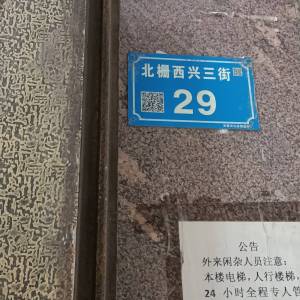 北栅西兴三街
29
公告
外来闲杂人员注意：
本楼电梯，人行楼梯，
24 小时全程专人管